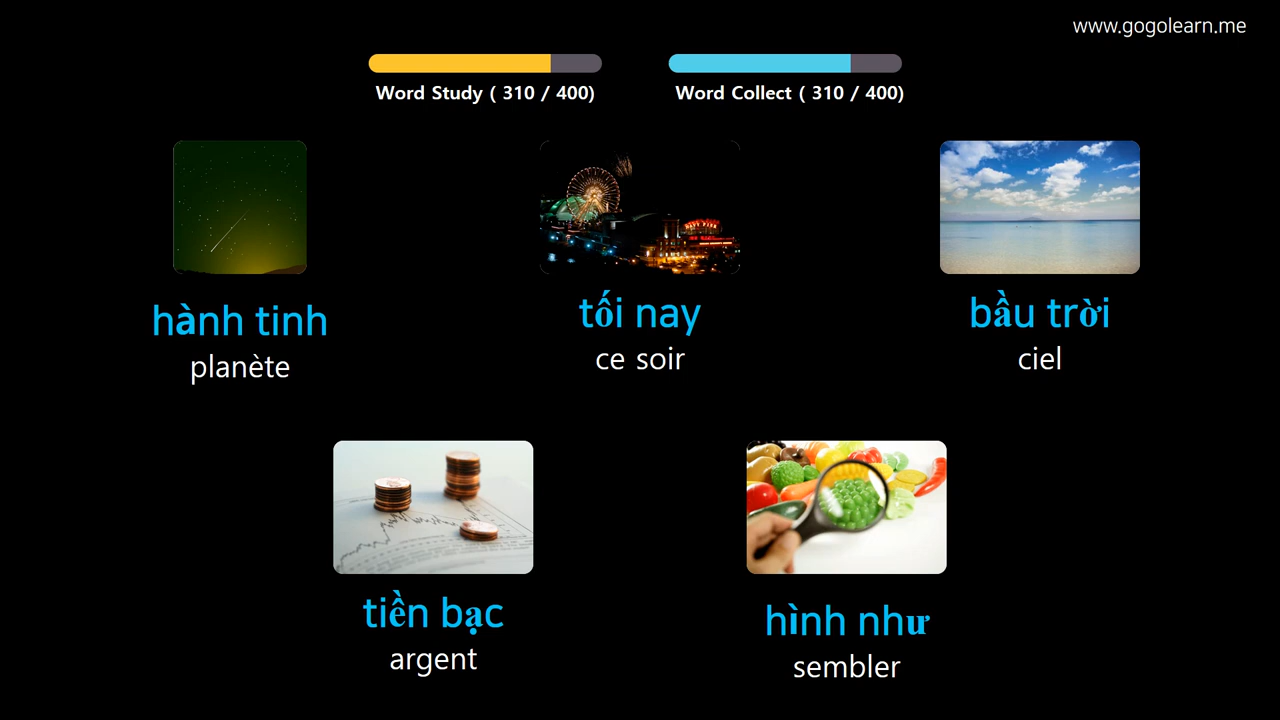 www.gogolearn.me
Word Study ( 310 / 400)
Word Collect ( 310 / 400)
hành tinh
planète
tối nay
ce soir
bầu trời
ciel
tiền bạc
argent
hình như
sembler